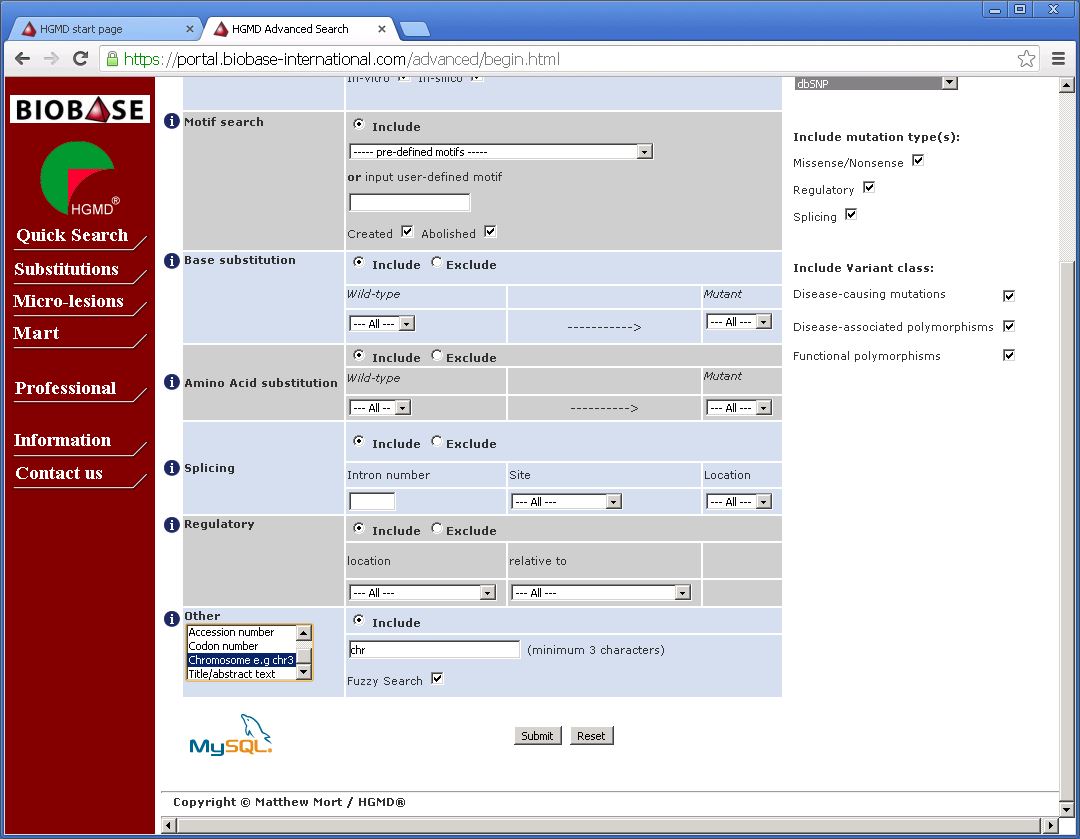 HGMD start page
HGMD Advanced Search
https://portal.biobase-international.com/advanced/begin.html
BIOBASE
HGMD®
Quick Search
Substitutions
Micro-lesions
Mart
Professional
Information
Contact us
In-vitro In-silico
dbSNP
Motif search
Include
----- pre-defined motifs -----
or input user-defined motif
Created Abolished
Include mutation type(s):
Missense/Nonsense
Regulatory
Splicing
Base substitution
Include Exclude
Wild-type Mutant
--- All --- -----------> --- All ---
Include Variant class:
Disease-causing mutations
Disease-associated polymorphisms
Functional polymorphisms
Amino Acid substitution
Include Exclude
Wild-type Mutant
--- All -- ----------> --- All ---
Splicing
Include Exclude
Intron number Site Location
--- All --- --- All ---
Regulatory
Include Exclude
location relative to
--- All --- --- All ---
Other
Accession number
Codon number
Chromosome e.g chr3
Title/abstract text
Include
chr (minimum 3 characters)
Fuzzy Search
MySQL.
Submit Reset
Copyright © Matthew Mort / HGMD®